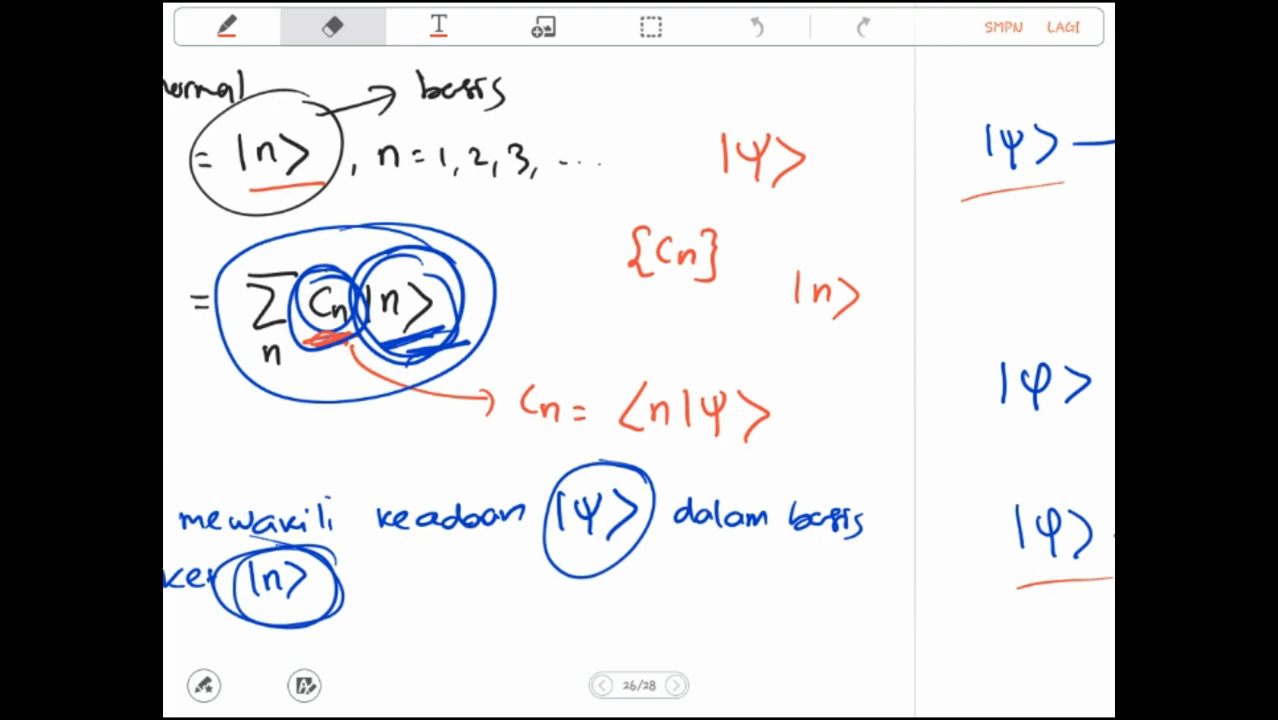 SMPN LAGI
ormal
basis
= |n> , n = 1, 2, 3, ...
|ψ>
|ψ>
{Cn}
|n>
= Σ Cn |n>
n
Cn = <n|ψ>
|φ>
mewakili keadaan |ψ> dalam basis
ket |n>
|φ>
26/28